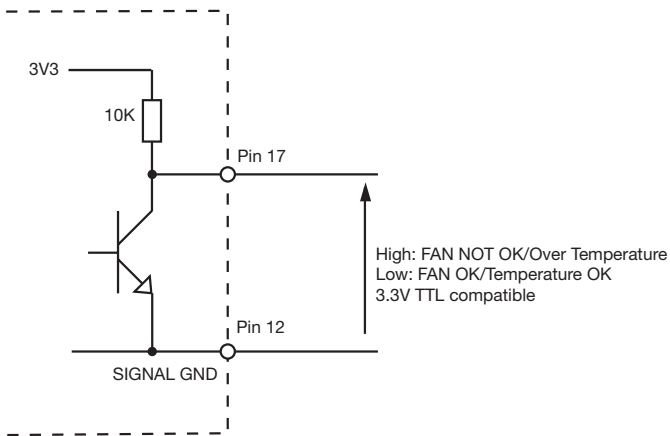 3V3
10K
Pin 17
High: FAN NOT OK/Over Temperature
Low: FAN OK/Temperature OK
3.3V TTL compatible
Pin 12
SIGNAL GND